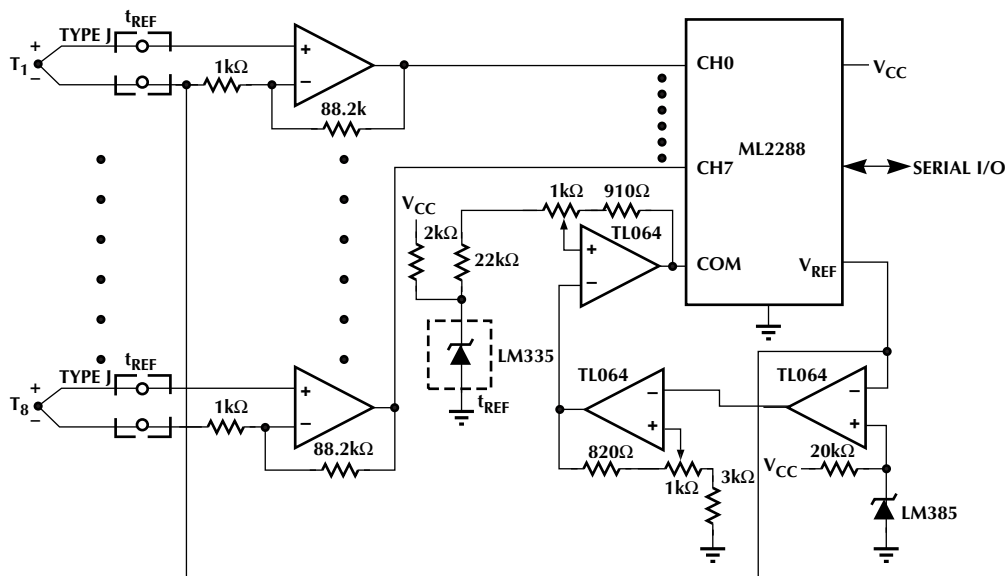 TYPE J
tREF
+
T1
−
1kΩ
+
−
88.2k
CH0
VCC
ML2288
CH7
SERIAL I/O
VCC
2kΩ
22kΩ
1kΩ
910Ω
TL064
+
−
COM
VREF
LM335
tREF
TYPE J
tREF
+
T8
−
1kΩ
+
−
88.2kΩ
TL064
−
+
TL064
−
+
820Ω
1kΩ
3kΩ
VCC
20kΩ
LM385